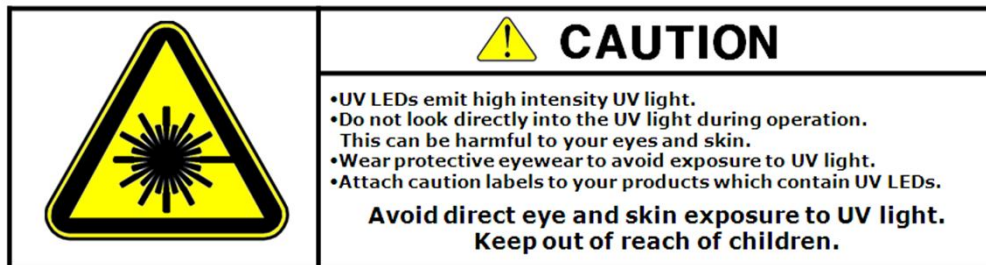 CAUTION
•UV LEDs emit high intensity UV light.
•Do not look directly into the UV light during operation.
This can be harmful to your eyes and skin.
•Wear protective eyewear to avoid exposure to UV light.
•Attach caution labels to your products which contain UV LEDs.
Avoid direct eye and skin exposure to UV light.
Keep out of reach of children.